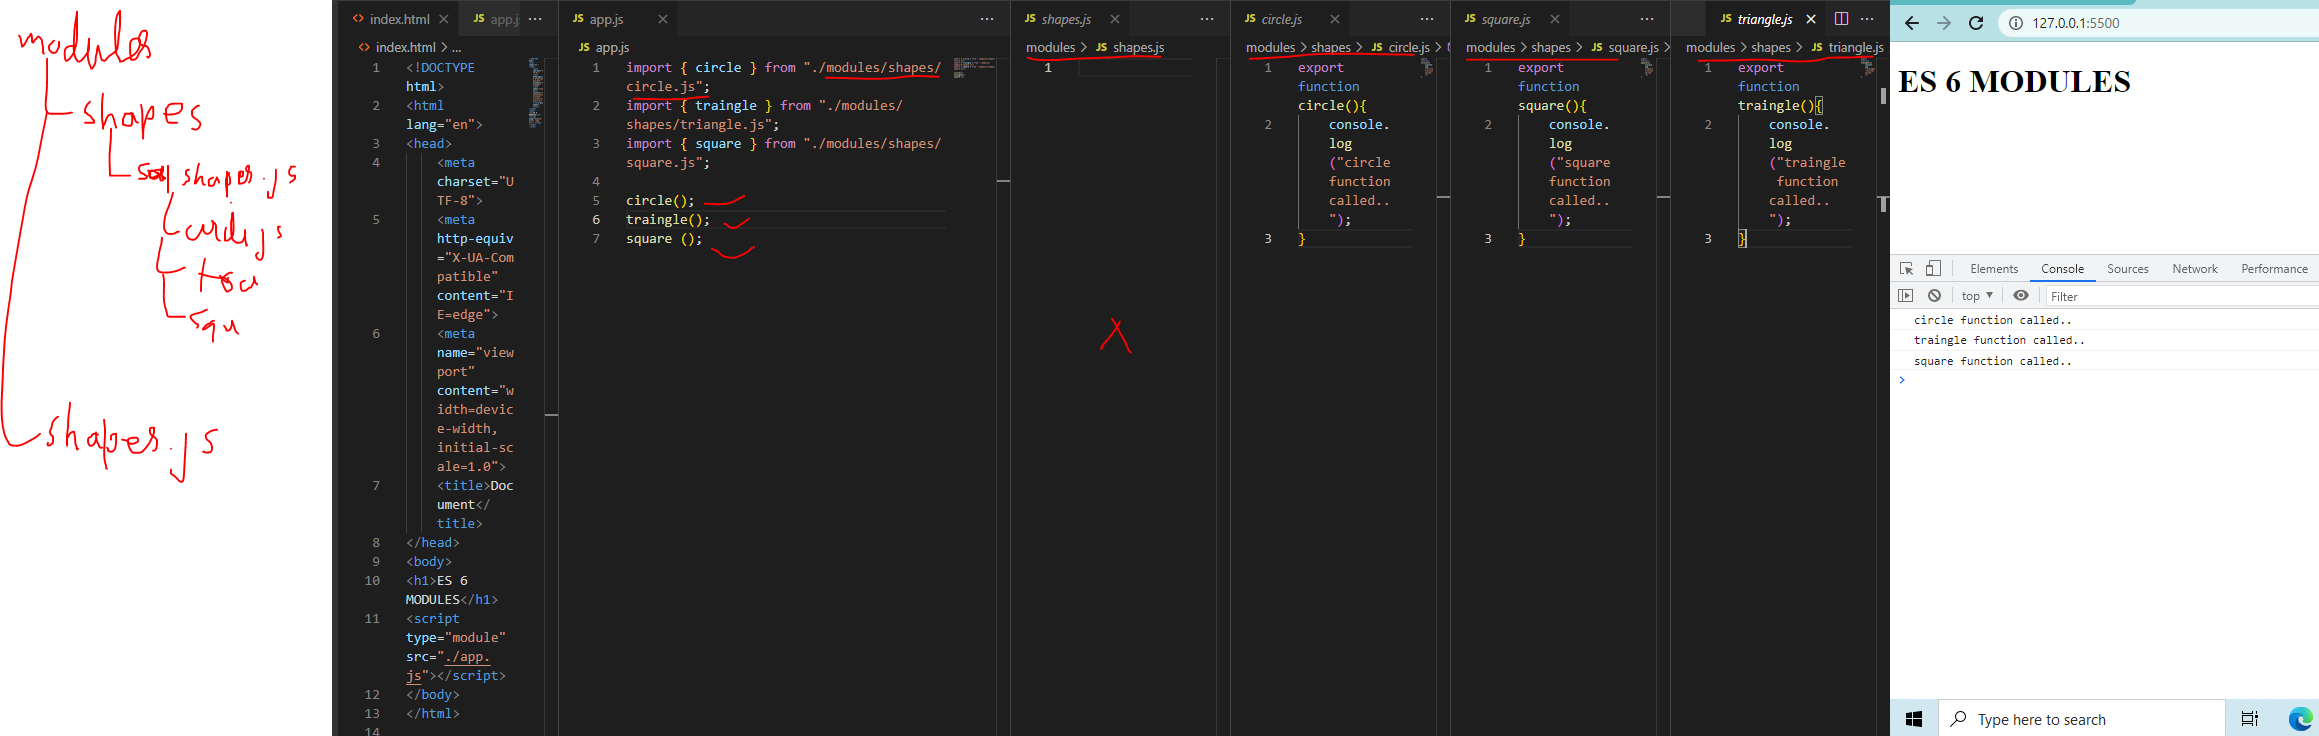 modules
shapes
shapes.js
circle.js
squ
shapes.js
index.html
app.js
index.html > ...
1 <!DOCTYPE
html>
2 <html
lang="en">
3 <head>
4 <meta
charset="U
TF-8">
5 <meta
http-equiv
="X-UA-Com
patible"
content="I
E=edge">
6 <meta
name="view
port"
content="w
idth=devic
e-width,
initial-sc
ale=1.0">
7 <title>Doc
ument</
title>
8 </head>
9 <body>
10 <h1>ES 6
MODULES</h1>
11 <script
type="module"
src="./app.
js"></script>
12 </body>
13 </html>
14
JS app.js
JS app.js
1 import { circle } from "./modules/shapes/
circle.js";
2 import { traingle } from "./modules/
shapes/triangle.js";
3 import { square } from "./modules/shapes/
square.js";
4
5 circle();
6 traingle();
7 square ();
JS shapes.js
modules > JS shapes.js
1
JS circle.js
modules > shapes > JS circle.js >
1 export
function
circle(){
2 console.
log
("circle
function
called..
");
3 }
JS square.js
modules > shapes > JS square.js >
1 export
function
square(){
2 console.
log
("square
function
called..
");
3 }
JS triangle.js
modules > shapes > JS triangle.js
1 export
function
traingle(){
2 console.
log
("traingle
function
called..
");
3 }
127.0.0.1:5500
ES 6 MODULES
Elements Console Sources Network Performance
top Filter
circle function called..
traingle function called..
square function called..
>
Type here to search